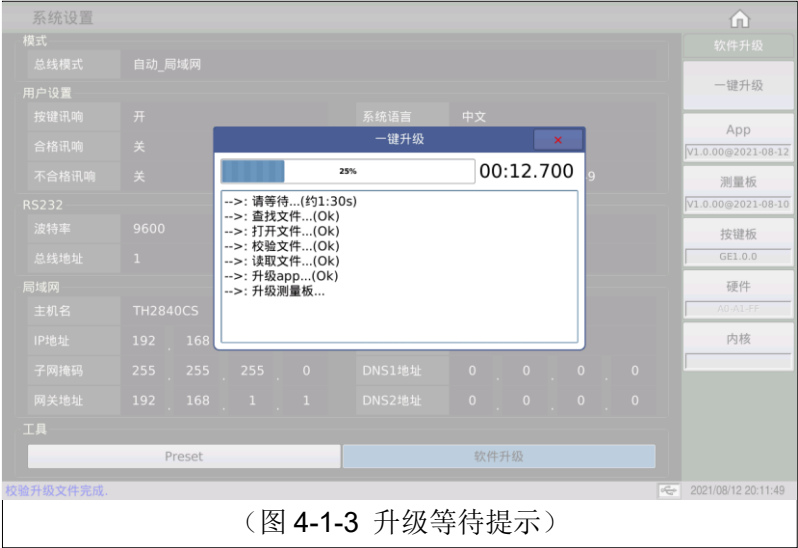 系统设置
模式
总线模式 自动_局域网
用户设置
按键讯响 开 系统语言 中文
合格讯响 关
不合格讯响 关 9
RS232
波特率 9600
总线地址 1
局域网
主机名 TH2840CS
IP地址 192 . 168
子网掩码 255 . 255 . 255 . 0 DNS1地址 0 . 0 . 0 . 0
网关地址 192 . 168 . 1 . 1 DNS2地址 0 . 0 . 0 . 0
工具
Preset 软件升级
一键升级 ×
25% 00:12.700
-->: 请等待...(约1:30s)
-->: 查找文件...(Ok)
-->: 打开文件...(Ok)
-->: 校验文件...(Ok)
-->: 读取文件...(Ok)
-->: 升级app...(Ok)
-->: 升级测量板...
软件升级
一键升级
App
V1.0.00@2021-08-12
测量板
V1.0.00@2021-08-10
按键板
GE1.0.0
硬件
A0-A1-FF
内核
校验升级文件完成. 2021/08/12 20:11:49
（图 4-1-3 升级等待提示）